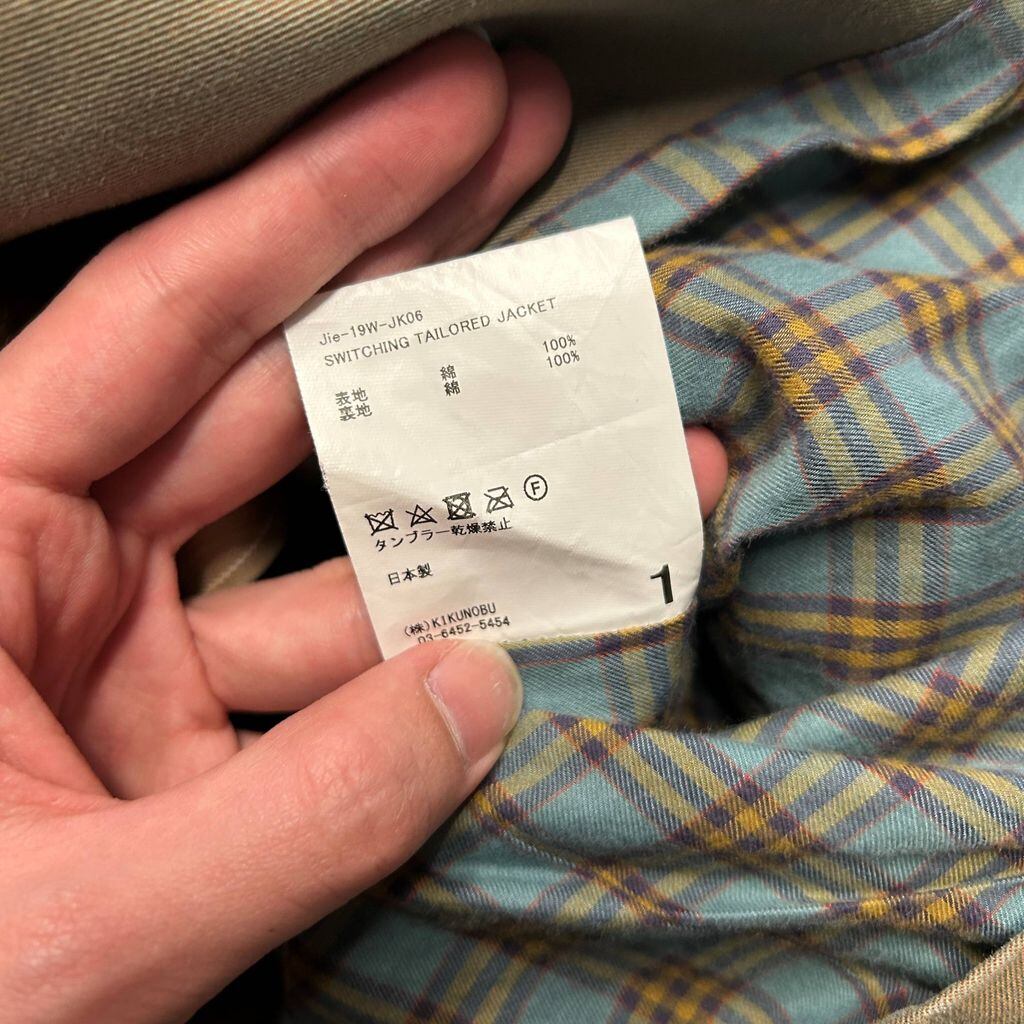 Jie-19W-JK06
SWITCHING TAILORED JACKET
表地 綿 100%
裏地 綿 100%
F
タンブラー乾燥禁止
日本製
1
(株)KIKUNOBU
03-6452-5454